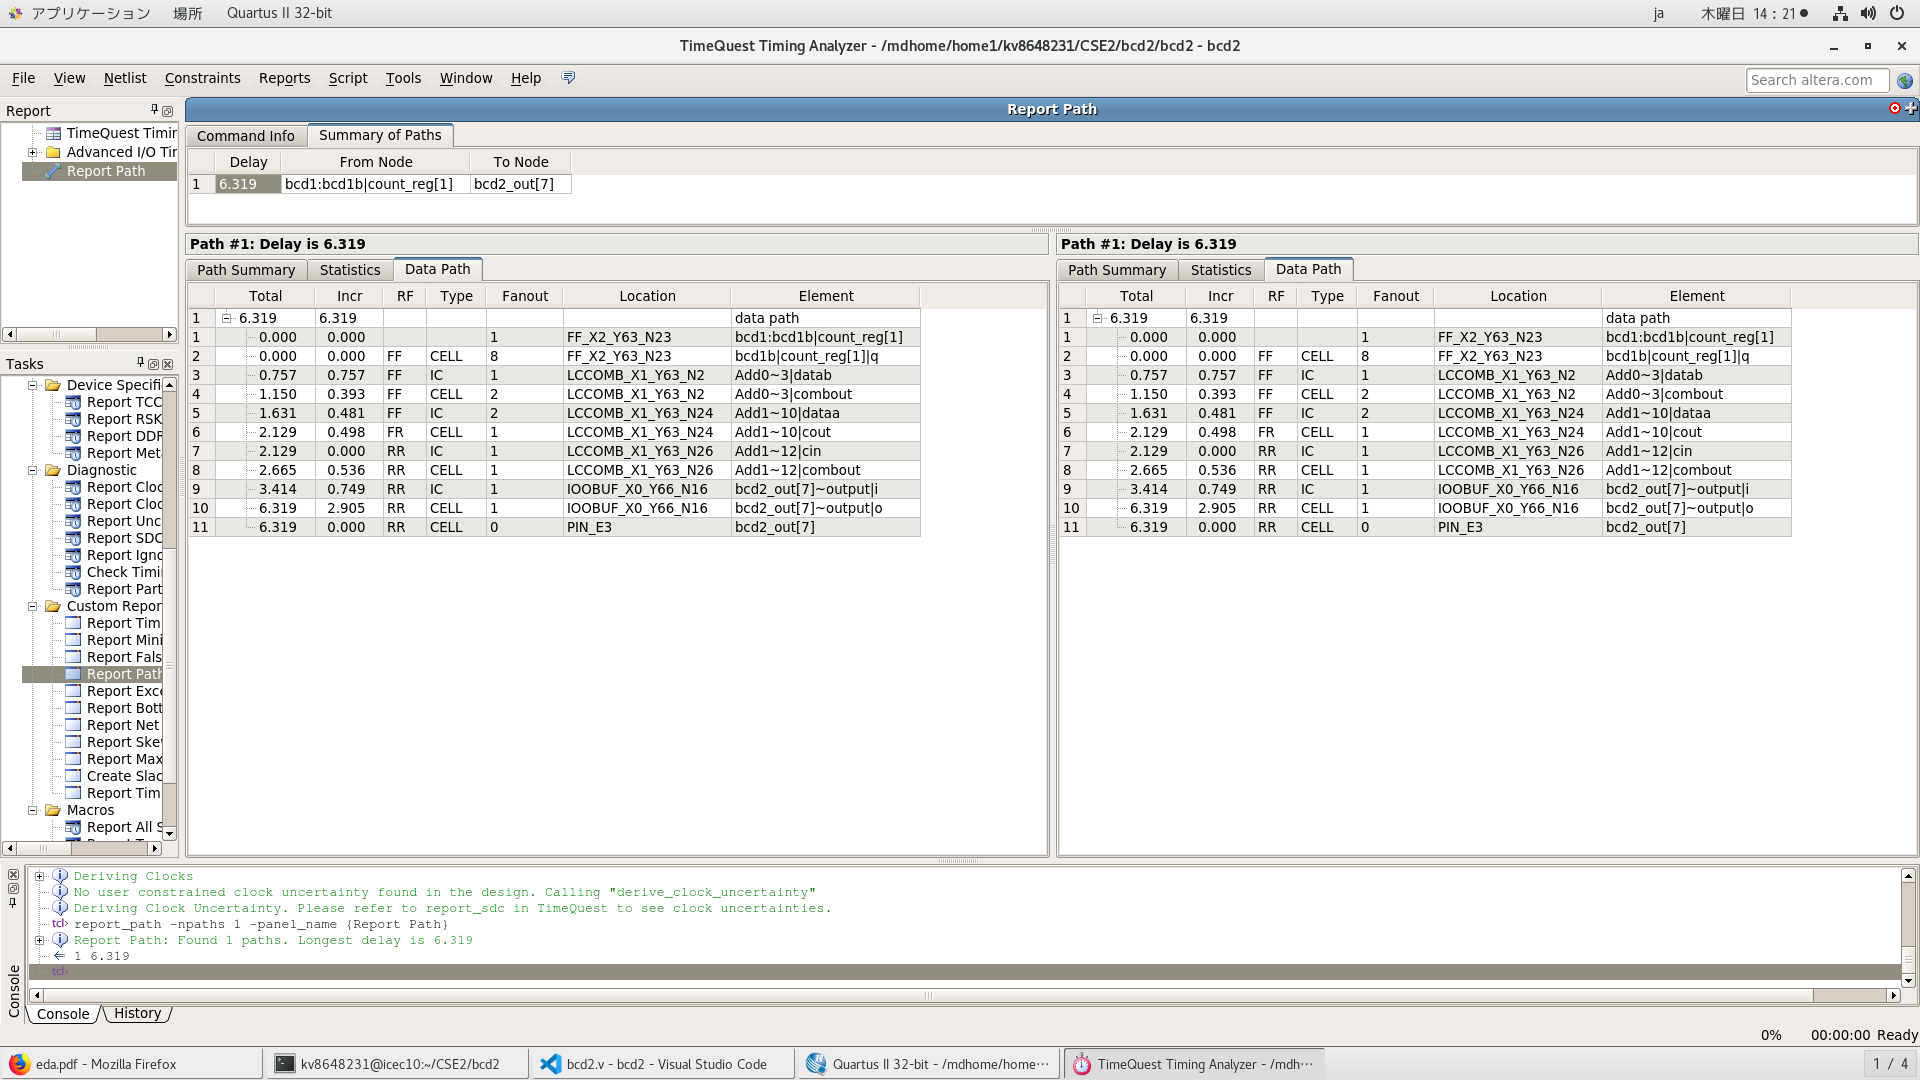 アプリケーション 場所 Quartus II 32-bit ja 木曜日 14：21
TimeQuest Timing Analyzer - /mdhome/home1/kv8648231/CSE2/bcd2/bcd2 - bcd2
File View Netlist Constraints Reports Script Tools Window Help Search altera.com
Report
TimeQuest Timin
Advanced I/O Tir
Report Path
Tasks
Device Specifi
Report TCC
Report RSK
Report DDR
Report Met
Diagnostic
Report Cloc
Report Cloc
Report Unc
Report SDC
Report Igno
Check Timi
Report Part
Custom Repor
Report Tim
Report Mini
Report Fals
Report Path
Report Exce
Report Bott
Report Net
Report Skew
Report Max
Create Slac
Report Tim
Macros
Report All S
Report Path
Command Info Summary of Paths
Delay From Node To Node
1 6.319 bcd1:bcd1b|count_reg[1] bcd2_out[7]
Path #1: Delay is 6.319
Path Summary Statistics Data Path
Total Incr RF Type Fanout Location Element
1 6.319 6.319 data path
1 0.000 0.000 1 FF_X2_Y63_N23 bcd1:bcd1b|count_reg[1]
2 0.000 0.000 FF CELL 8 FF_X2_Y63_N23 bcd1b|count_reg[1]|q
3 0.757 0.757 FF IC 1 LCCOMB_X1_Y63_N2 Add0~3|datab
4 1.150 0.393 FF CELL 2 LCCOMB_X1_Y63_N2 Add0~3|combout
5 1.631 0.481 FF IC 2 LCCOMB_X1_Y63_N24 Add1~10|dataa
6 2.129 0.498 FR CELL 1 LCCOMB_X1_Y63_N24 Add1~10|cout
7 2.129 0.000 RR IC 1 LCCOMB_X1_Y63_N26 Add1~12|cin
8 2.665 0.536 RR CELL 1 LCCOMB_X1_Y63_N26 Add1~12|combout
9 3.414 0.749 RR IC 1 IOOBUF_X0_Y66_N16 bcd2_out[7]~output|i
10 6.319 2.905 RR CELL 1 IOOBUF_X0_Y66_N16 bcd2_out[7]~output|o
11 6.319 0.000 RR CELL 0 PIN_E3 bcd2_out[7]
Path #1: Delay is 6.319
Path Summary Statistics Data Path
Total Incr RF Type Fanout Location Element
1 6.319 6.319 data path
1 0.000 0.000 1 FF_X2_Y63_N23 bcd1:bcd1b|count_reg[1]
2 0.000 0.000 FF CELL 8 FF_X2_Y63_N23 bcd1b|count_reg[1]|q
3 0.757 0.757 FF IC 1 LCCOMB_X1_Y63_N2 Add0~3|datab
4 1.150 0.393 FF CELL 2 LCCOMB_X1_Y63_N2 Add0~3|combout
5 1.631 0.481 FF IC 2 LCCOMB_X1_Y63_N24 Add1~10|dataa
6 2.129 0.498 FR CELL 1 LCCOMB_X1_Y63_N24 Add1~10|cout
7 2.129 0.000 RR IC 1 LCCOMB_X1_Y63_N26 Add1~12|cin
8 2.665 0.536 RR CELL 1 LCCOMB_X1_Y63_N26 Add1~12|combout
9 3.414 0.749 RR IC 1 IOOBUF_X0_Y66_N16 bcd2_out[7]~output|i
10 6.319 2.905 RR CELL 1 IOOBUF_X0_Y66_N16 bcd2_out[7]~output|o
11 6.319 0.000 RR CELL 0 PIN_E3 bcd2_out[7]
Deriving Clocks
No user constrained clock uncertainty found in the design. Calling "derive_clock_uncertainty"
Deriving Clock Uncertainty. Please refer to report_sdc in TimeQuest to see clock uncertainties.
tcl> report_path -npaths 1 -panel_name {Report Path}
Report Path: Found 1 paths. Longest delay is 6.319
1 6.319
tcl>
Console
Console History
0% 00:00:00 Ready
eda.pdf - Mozilla Firefox kv8648231@icec10:~/CSE2/bcd2 bcd2.v - bcd2 - Visual Studio Code Quartus II 32-bit - /mdhome/home… TimeQuest Timing Analyzer - /mdh… 1 / 4